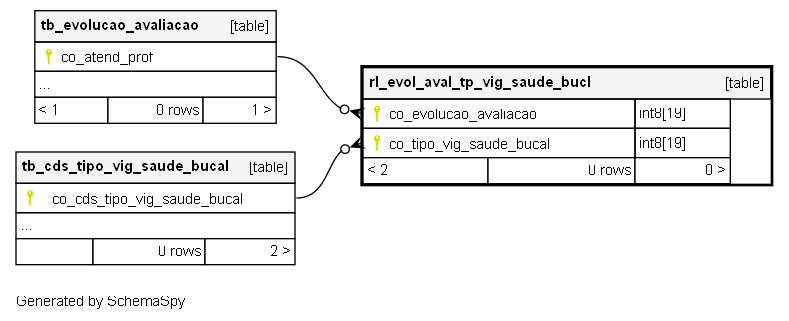 tb_evolucao_avaliacao [table]
co_atend_prof
...
< 1 0 rows 1 >
rl_evol_aval_tp_vig_saude_bucl [table]
co_evolucao_avaliacao int8[19]
co_tipo_vig_saude_bucal int8[19]
< 2 0 rows 0 >
tb_cds_tipo_vig_saude_bucal [table]
co_cds_tipo_vig_saude_bucal
...
0 rows 2 >
Generated by SchemaSpy